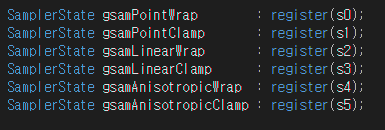 SamplerState gsamPointWrap : register(s0);
SamplerState gsamPointClamp : register(s1);
SamplerState gsamLinearWrap : register(s2);
SamplerState gsamLinearClamp : register(s3);
SamplerState gsamAnisotropicWrap : register(s4);
SamplerState gsamAnisotropicClamp : register(s5);